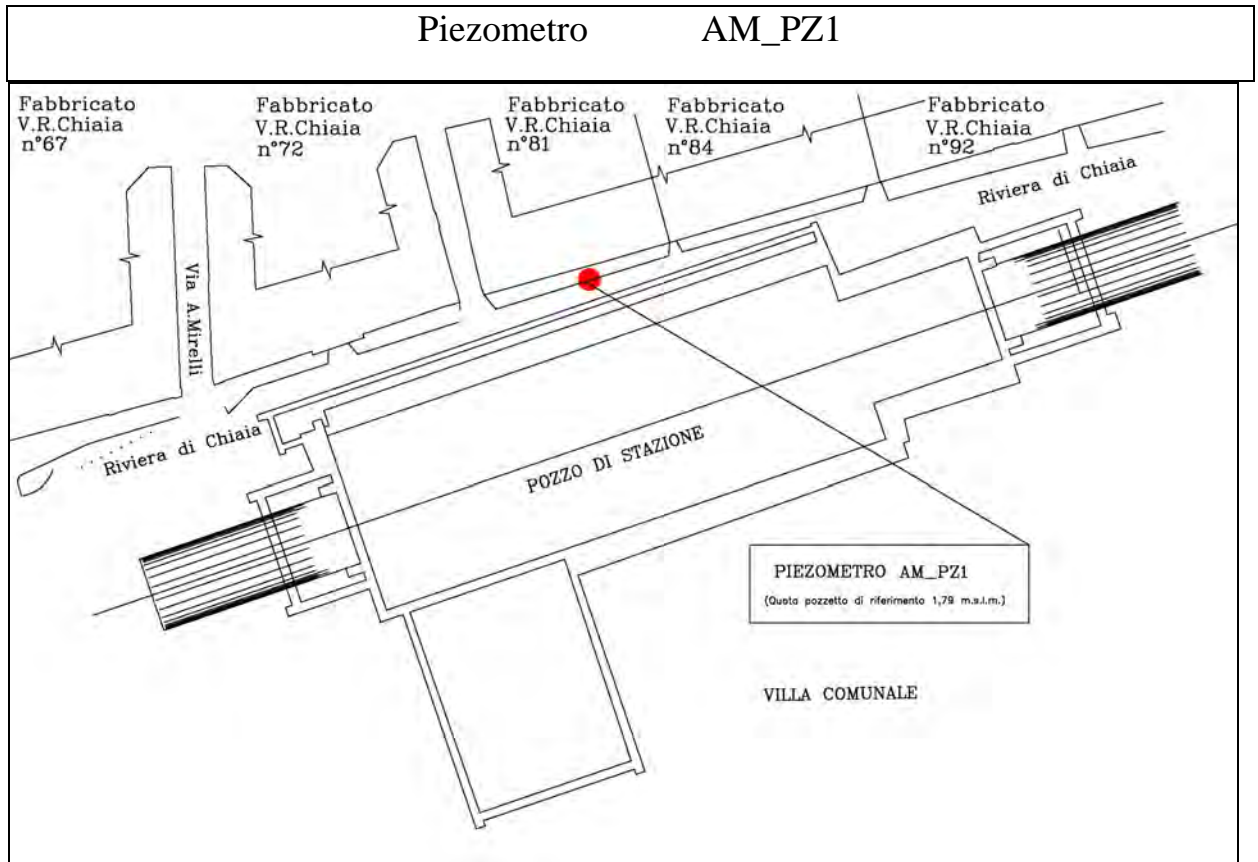 Piezometro AM_PZ1
Fabbricato
V.R.Chiaia
n°67
Fabbricato
V.R.Chiaia
n°72
Fabbricato
V.R.Chiaia
n°81
Fabbricato
V.R.Chiaia
n°84
Fabbricato
V.R.Chiaia
n°92
Riviera di Chiaia
Via A.Mirelli
Riviera di Chiaia
POZZO DI STAZIONE
PIEZOMETRO AM_PZ1
(Quota pozzetto di riferimento 1,79 m.s.l.m.)
VILLA COMUNALE